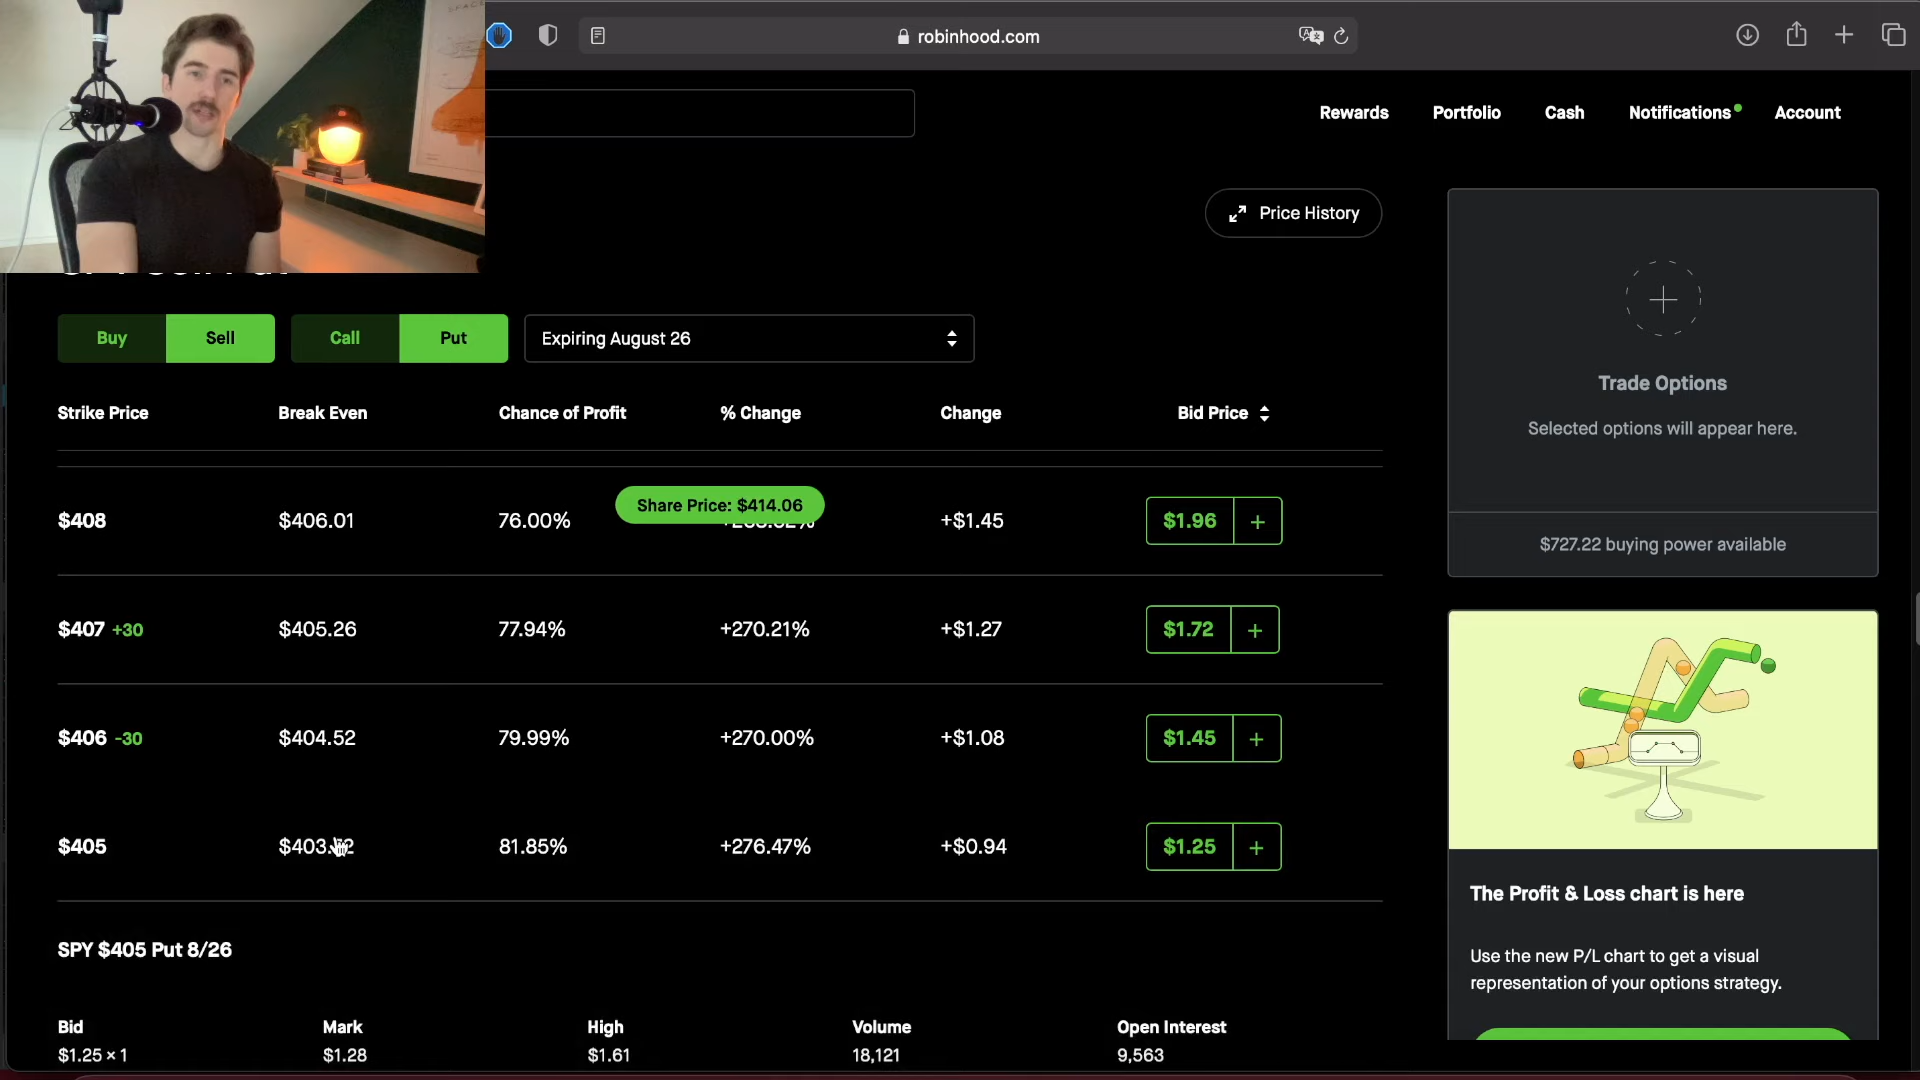 robinhood.com
Rewards
Portfolio
Cash
Notifications
Account
Price History
Buy
Sell
Call
Put
Expiring August 26
Strike Price
Break Even
Chance of Profit
% Change
Change
Bid Price
Share Price: $414.06
$408
$406.01
76.00%
+$1.45
$1.96
+
$407 +30
$405.26
77.94%
+270.21%
+$1.27
$1.72
+
$406 -30
$404.52
79.99%
+270.00%
+$1.08
$1.45
+
$405
81.85%
+276.47%
+$0.94
$1.25
+
SPY $405 Put 8/26
Bid
Mark
High
Volume
Open Interest
$1.25 × 1
$1.28
$1.61
18,121
9,563
Trade Options
Selected options will appear here.
$727.22 buying power available
The Profit & Loss chart is here
Use the new P/L chart to get a visual
representation of your options strategy.